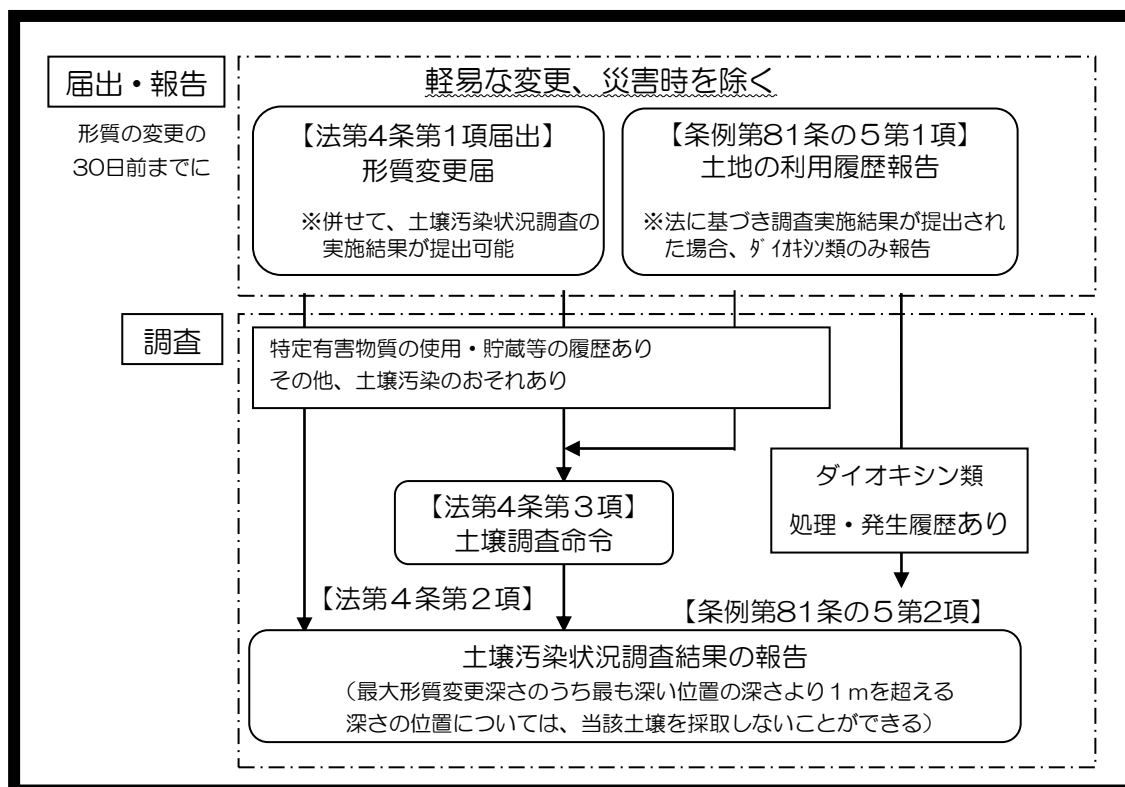 届出・報告
形質の変更の
30日前までに
軽易な変更、災害時を除く
【法第4条第1項届出】
形質変更届
※併せて、土壌汚染状況調査の
実施結果が提出可能
【条例第81条の5第1項】
土地の利用履歴報告
※法に基づき調査実施結果が提出され
た場合、ﾀﾞｲｵｷｼﾝ類のみ報告
調査
特定有害物質の使用・貯蔵等の履歴あり
その他、土壌汚染のおそれあり
【法第4条第３項】
土壌調査命令
ダイオキシン類
処理・発生履歴あり
【法第４条第２項】
【条例第81条の５第2項】
土壌汚染状況調査結果の報告
（最大形質変更深さのうち最も深い位置の深さより１ｍを超える
深さの位置については、当該土壌を採取しないことができる）